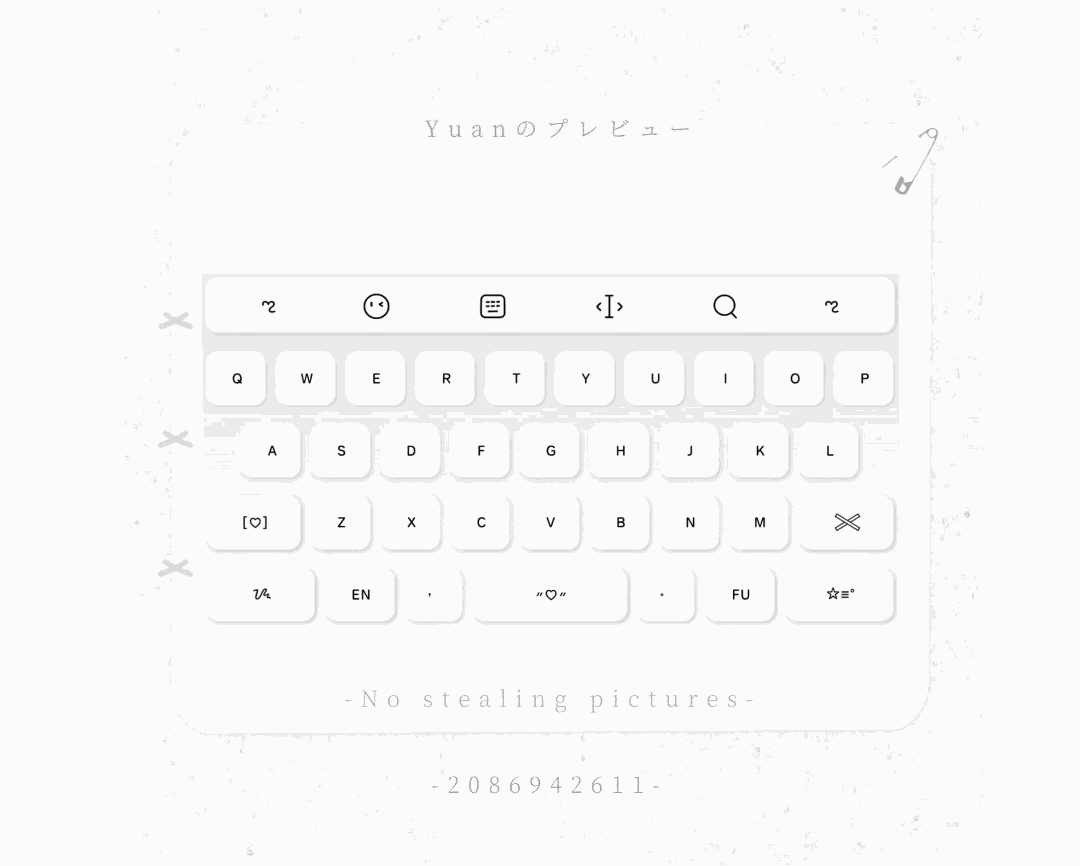 Yuanのプレビュー
Q W E R T Y U I O P
A S D F G H J K L
[♡] Z X C V B N M
EN , 〃♡〃 。 FU ☆≡°
-No stealing pictures-
-2086942611-